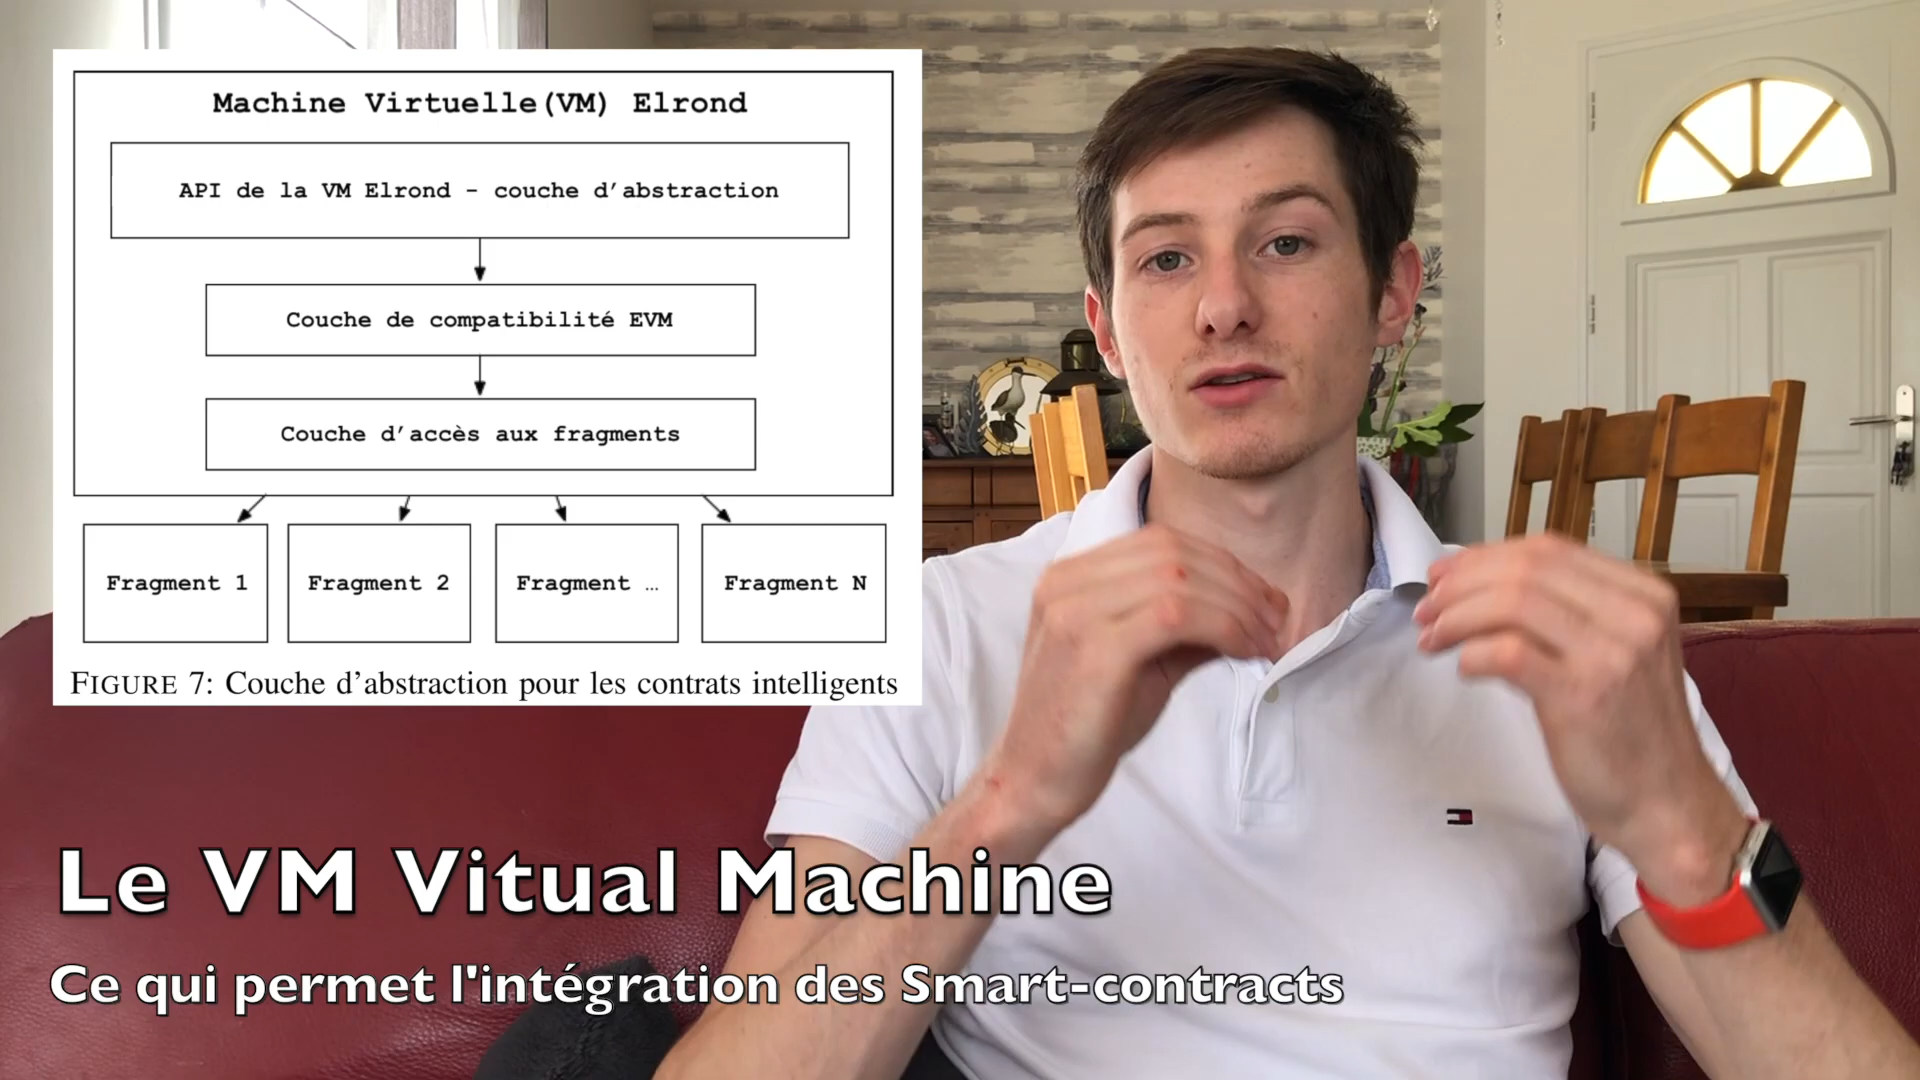 Machine Virtuelle(VM) Elrond
API de la VM Elrond - couche d'abstraction
Couche de compatibilité EVM
Couche d'accès aux fragments
Fragment 1
Fragment 2
Fragment …
Fragment N
FIGURE 7: Couche d'abstraction pour les contrats intelligents
Le VM Vitual Machine
Ce qui permet l'intégration des Smart-contracts